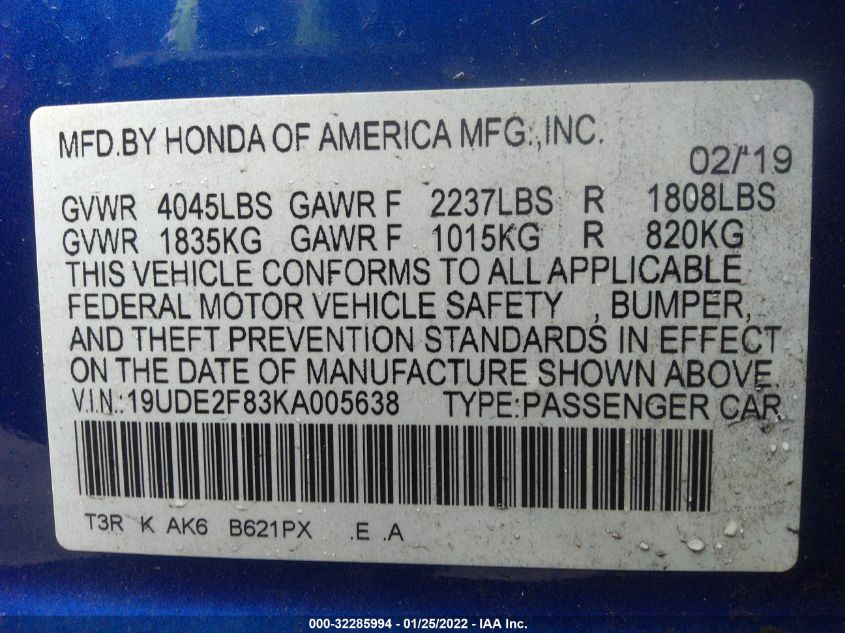 MFD.BY HONDA OF AMERICA MFG.,INC.
02/'19
GVWR 4045LBS GAWR F 2237LBS R 1808LBS
GVWR 1835KG GAWR F 1015KG R 820KG
THIS VEHICLE CONFORMS TO ALL APPLICABLE
FEDERAL MOTOR VEHICLE SAFETY , BUMPER,
AND THEFT PREVENTION STANDARDS IN EFFECT
ON THE DATE OF MANUFACTURE SHOWN ABOVE.
V.I.N.:19UDE2F83KA005638 TYPE:PASSENGER CAR
T3R K AK6 B621PX .E .A
000-32285994 - 01/25/2022 - IAA Inc.